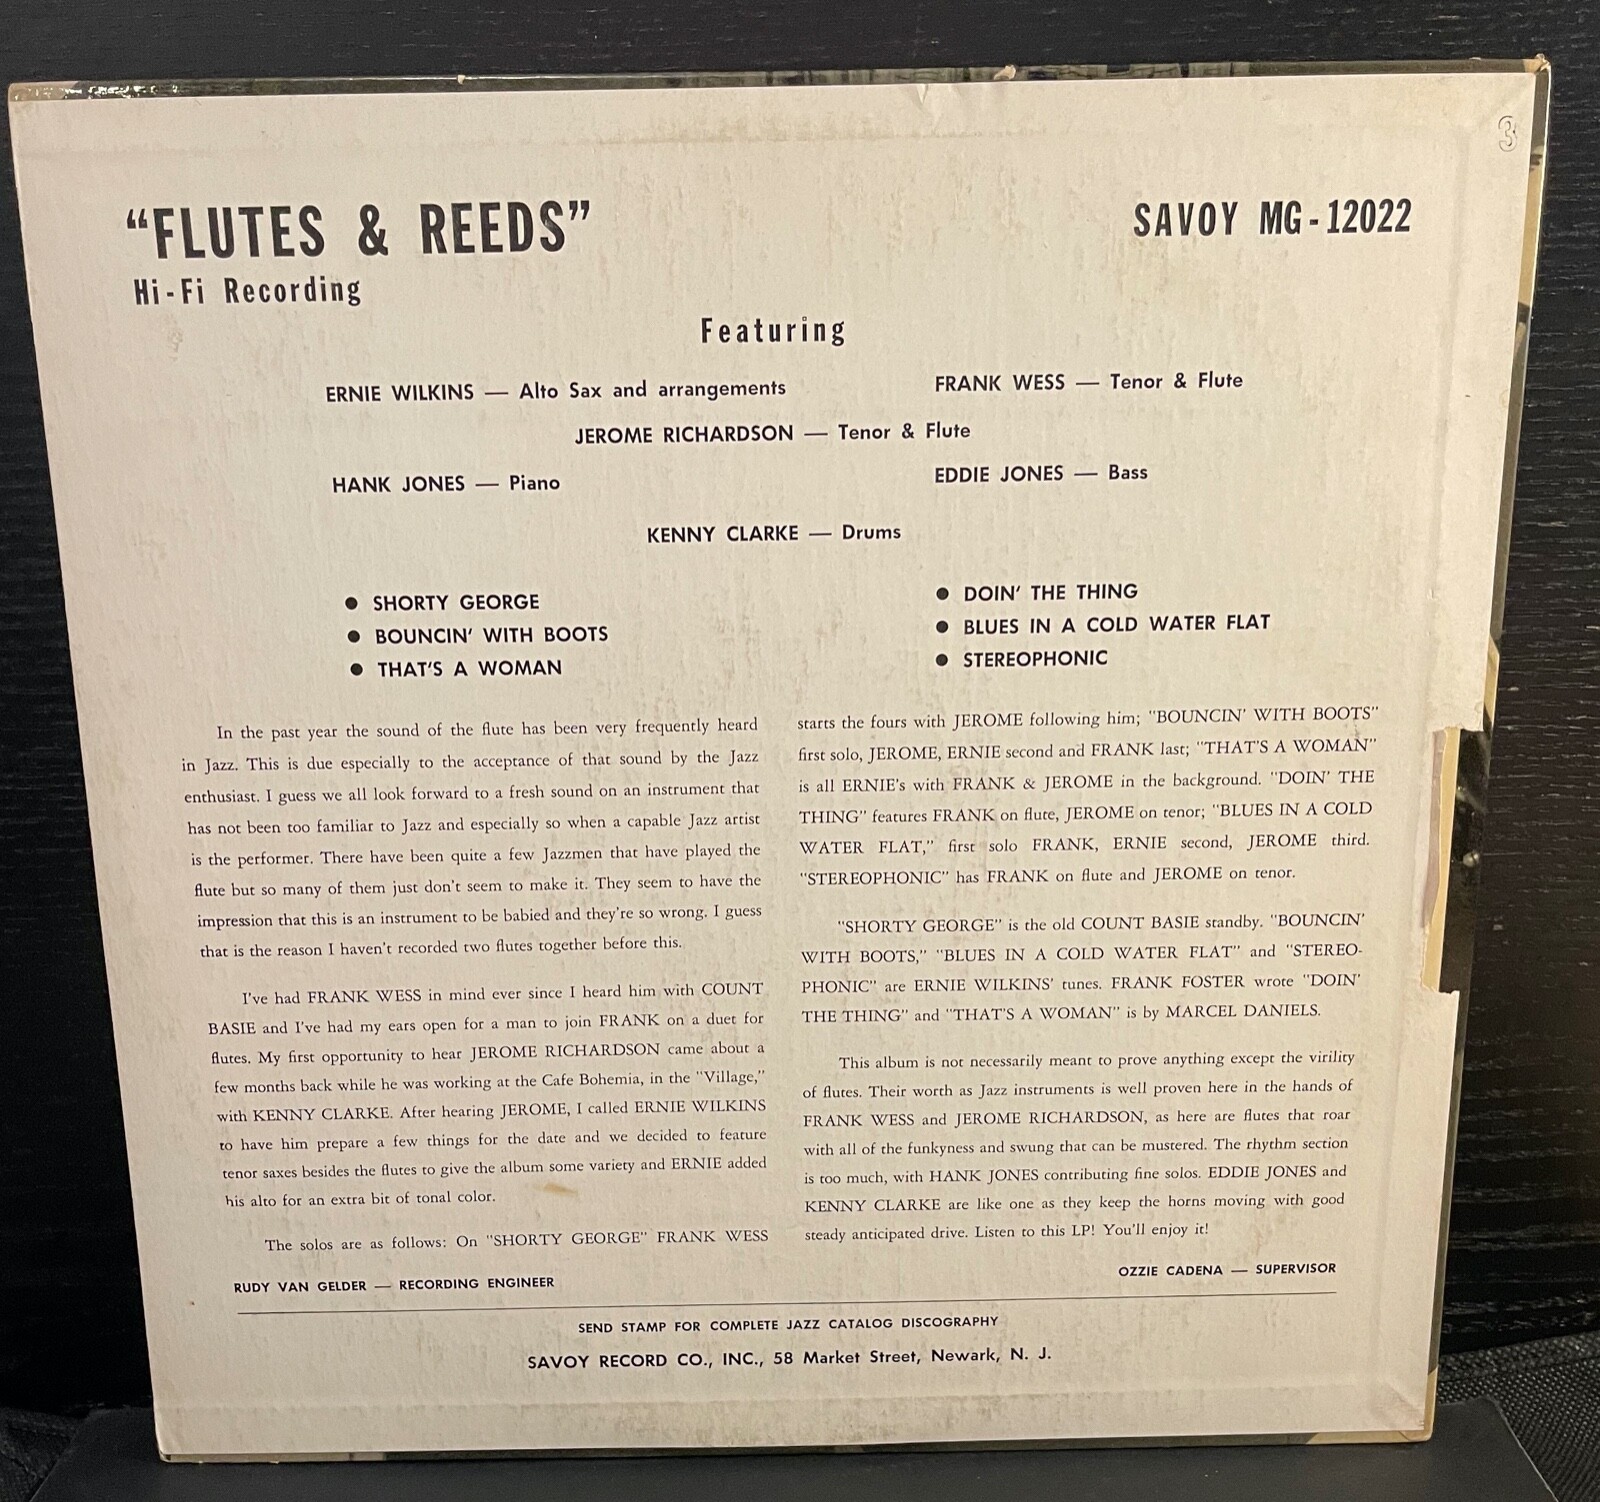 3
"FLUTES & REEDS"
SAVOY MG-12022
Hi-Fi Recording
Featuring
ERNIE WILKINS — Alto Sax and arrangements
FRANK WESS — Tenor & Flute
JEROME RICHARDSON — Tenor & Flute
HANK JONES — Piano
EDDIE JONES — Bass
KENNY CLARKE — Drums
● SHORTY GEORGE
● BOUNCIN' WITH BOOTS
● THAT'S A WOMAN
● DOIN' THE THING
● BLUES IN A COLD WATER FLAT
● STEREOPHONIC
In the past year the sound of the flute has been very frequently heard
in Jazz. This is due especially to the acceptance of that sound by the Jazz
enthusiast. I guess we all look forward to a fresh sound on an instrument that
has not been too familiar to Jazz and especially so when a capable Jazz artist
is the performer. There have been quite a few Jazzmen that have played the
flute but so many of them just don't seem to make it. They seem to have the
impression that this is an instrument to be babied and they're so wrong. I guess
that is the reason I haven't recorded two flutes together before this.
I've had FRANK WESS in mind ever since I heard him with COUNT
BASIE and I've had my ears open for a man to join FRANK on a duet for
flutes. My first opportunity to hear JEROME RICHARDSON came about a
few months back while he was working at the Cafe Bohemia, in the "Village,"
with KENNY CLARKE. After hearing JEROME, I called ERNIE WILKINS
to have him prepare a few things for the date and we decided to feature
tenor saxes besides the flutes to give the album some variety and ERNIE added
his alto for an extra bit of tonal color.
The solos are as follows: On "SHORTY GEORGE" FRANK WESS
starts the fours with JEROME following him; "BOUNCIN' WITH BOOTS"
first solo, JEROME, ERNIE second and FRANK last; "THAT'S A WOMAN"
is all ERNIE's with FRANK & JEROME in the background. "DOIN' THE
THING" features FRANK on flute, JEROME on tenor; "BLUES IN A COLD
WATER FLAT," first solo FRANK, ERNIE second, JEROME third.
"STEREOPHONIC" has FRANK on flute and JEROME on tenor.
"SHORTY GEORGE" is the old COUNT BASIE standby. "BOUNCIN'
WITH BOOTS," "BLUES IN A COLD WATER FLAT" and "STEREO-
PHONIC" are ERNIE WILKINS' tunes. FRANK FOSTER wrote "DOIN'
THE THING" and "THAT'S A WOMAN" is by MARCEL DANIELS.
This album is not necessarily meant to prove anything except the virility
of flutes. Their worth as Jazz instruments is well proven here in the hands of
FRANK WESS and JEROME RICHARDSON, as here are flutes that roar
with all of the funkyness and swung that can be mustered. The rhythm section
is too much, with HANK JONES contributing fine solos. EDDIE JONES and
KENNY CLARKE are like one as they keep the horns moving with good
steady anticipated drive. Listen to this LP! You'll enjoy it!
RUDY VAN GELDER — RECORDING ENGINEER
OZZIE CADENA — SUPERVISOR
SEND STAMP FOR COMPLETE JAZZ CATALOG DISCOGRAPHY
SAVOY RECORD CO., INC., 58 Market Street, Newark, N. J.